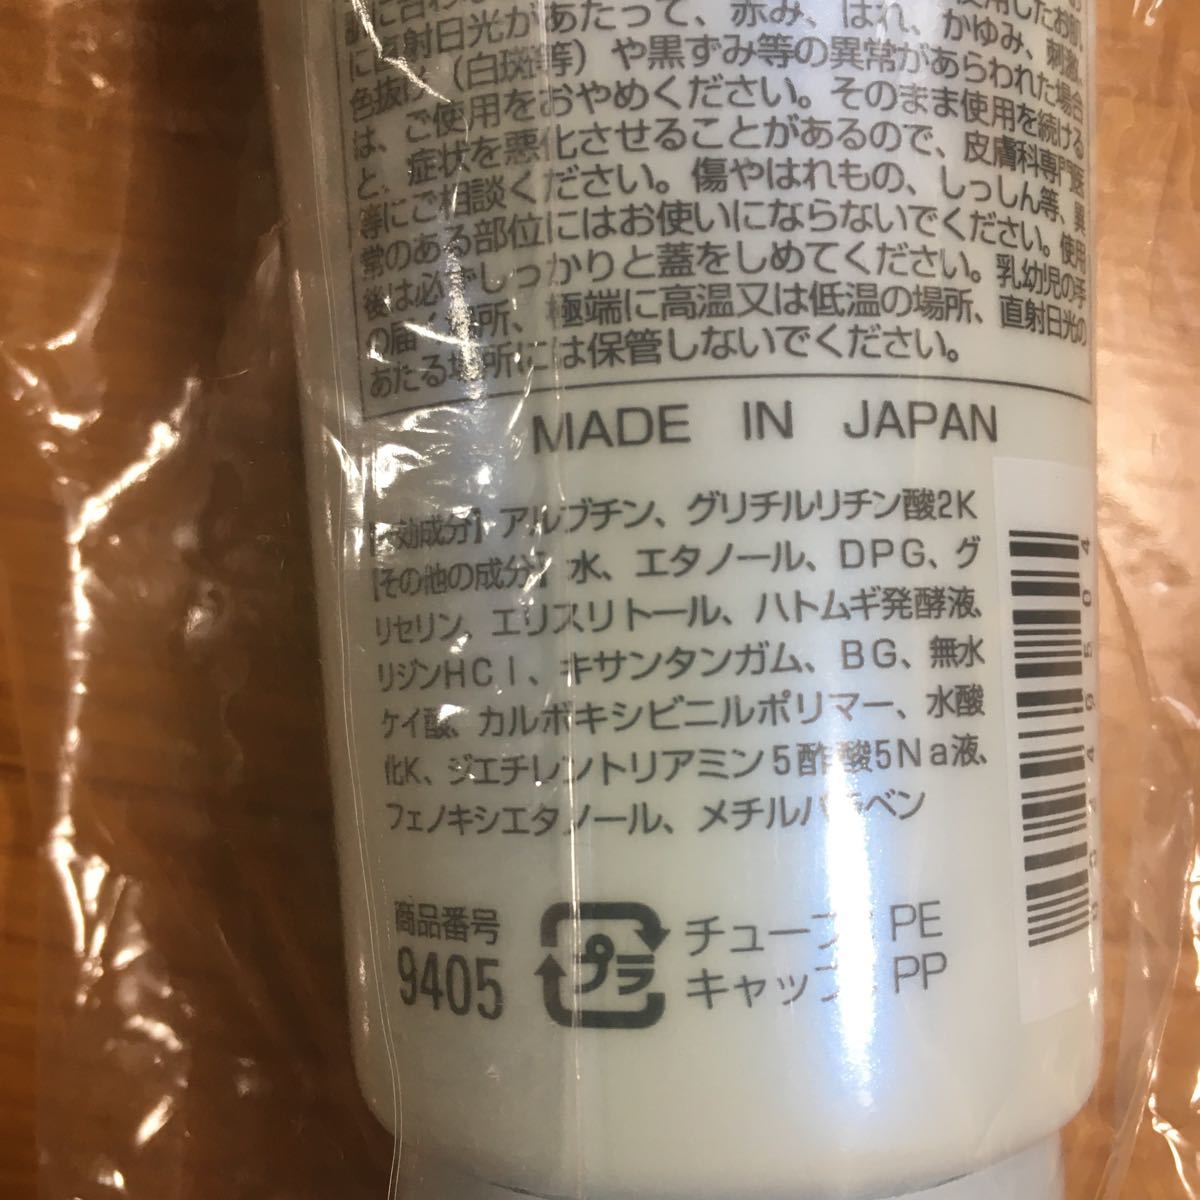 使用したお肌
に直射日光があたって、赤み、はれ、かゆみ、刺激、
色抜け(白斑等)や黒ずみ等の異常があらわれた場合
は、ご使用をおやめください。そのまま使用を続ける
と、症状を悪化させることがあるので、皮膚科専門医
等にご相談ください。傷やはれもの、しっしん等、異
常のある部位にはお使いにならないでください。使用
後は必ずしっかりと蓋をしめてください。乳幼児の手
の届く場所、極端に高温又は低温の場所、直射日光の
あたる場所には保管しないでください。
MADE IN JAPAN
【有効成分】アルブチン、グリチルリチン酸2K
【その他の成分】水、エタノール、DPG、グ
リセリン、エリスリトール、ハトムギ発酵液、
リジンHCl、キサンタンガム、BG、無水
ケイ酸、カルボキシビニルポリマー、水酸
化K、ジエチレントリアミン5酢酸5Na液、
フェノキシエタノール、メチルパラベン
商品番号
9405
プラ
チューブ: PE
キャップ: PP